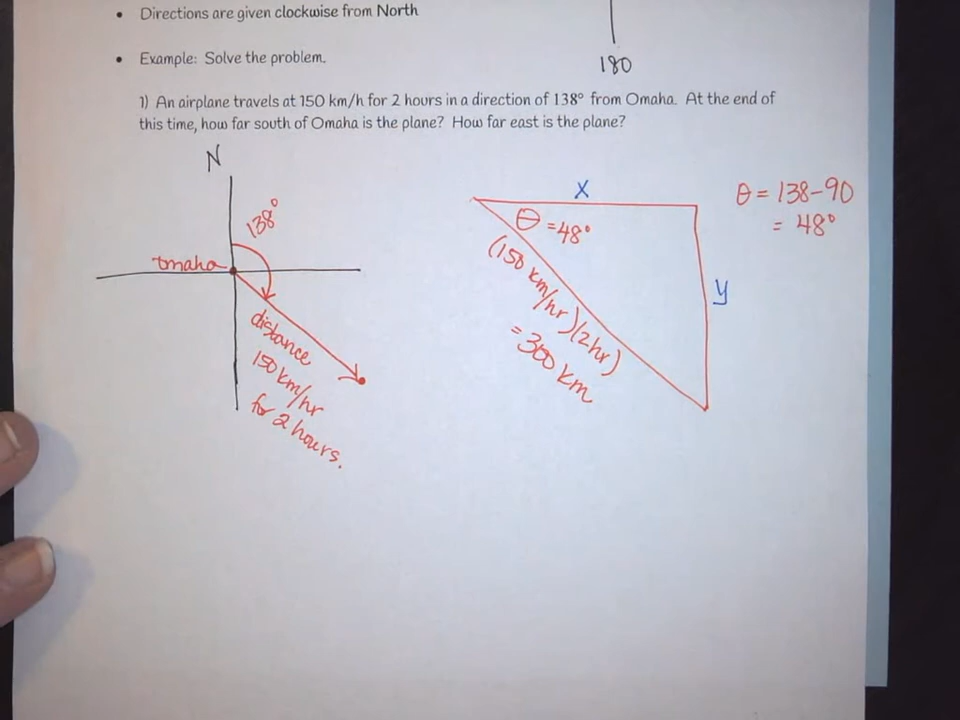 • Directions are given clockwise from North
180
• Example: Solve the problem.
1) An airplane travels at 150 km/h for 2 hours in a direction of 138° from Omaha. At the end of
this time, how far south of Omaha is the plane? How far east is the plane?
N
138°
Omaha
distance
150 km/hr
for 2 hours.
x
θ = 48°
(150 km/hr)(2hr)
= 300 km
y
θ = 138-90
= 48°